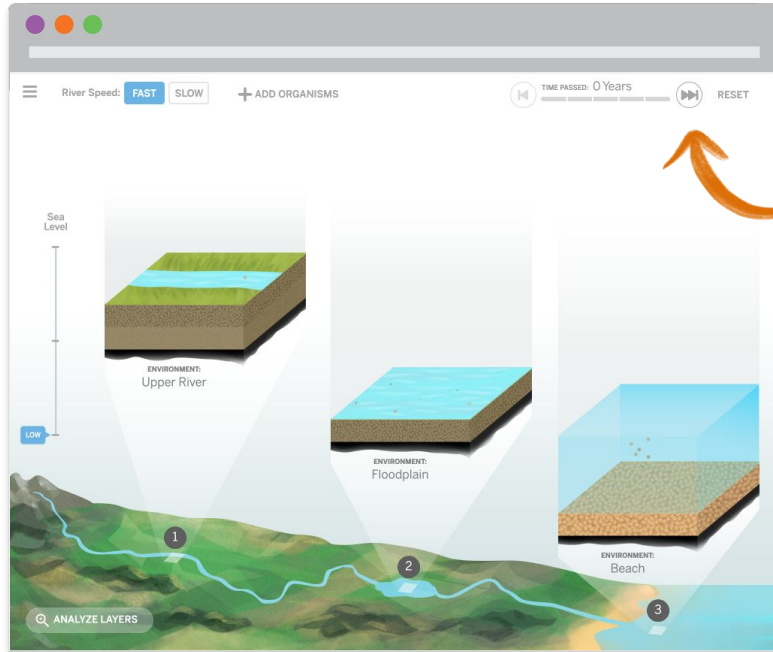 River Speed: FAST SLOW + ADD ORGANISMS TIME PASSED: 0 Years RESET
Sea
Level
ENVIRONMENT:
Upper River
LOW
ENVIRONMENT:
Floodplain
ENVIRONMENT:
Beach
1
2
3
ANALYZE LAYERS